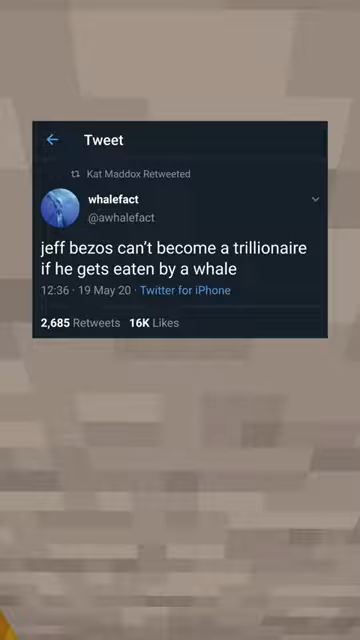 Tweet
Kat Maddox Retweeted
whalefact
@awhalefact
jeff bezos can't become a trillionaire
if he gets eaten by a whale
12:36 · 19 May 20 · Twitter for iPhone
2,685 Retweets 16K Likes